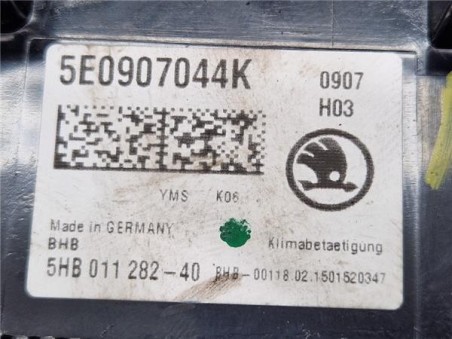 5E0907044K 0907
H03
YMS K06
Made in GERMANY
BHB Klimabetaetigung
5HB 011 282-40 BHB-00118.02.1501520347